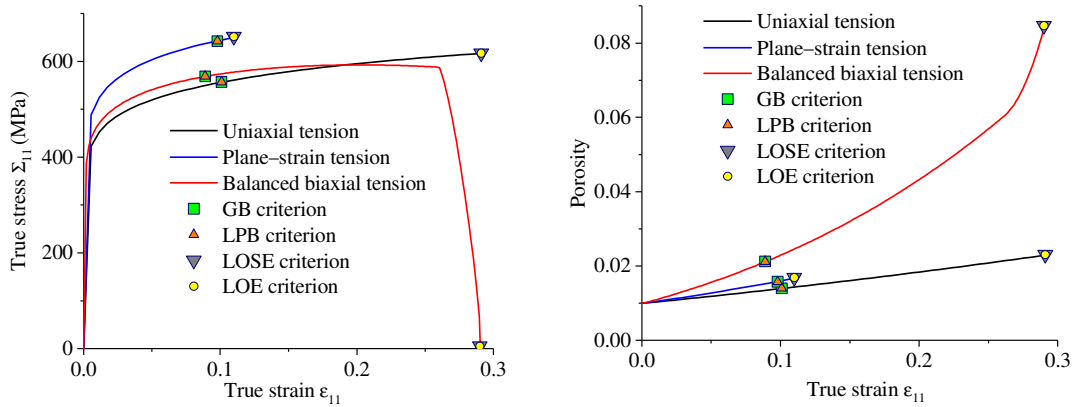 600
400
200
0
0.0
0.1
0.2
0.3
True stress Σ11 (MPa)
True strain ε11
Uniaxial tension
Plane–strain tension
Balanced biaxial tension
GB criterion
LPB criterion
LOSE criterion
LOE criterion
0.08
0.06
0.04
0.02
0.00
0.0
0.1
0.2
0.3
Porosity
True strain ε11
Uniaxial tension
Plane–strain tension
Balanced biaxial tension
GB criterion
LPB criterion
LOSE criterion
LOE criterion